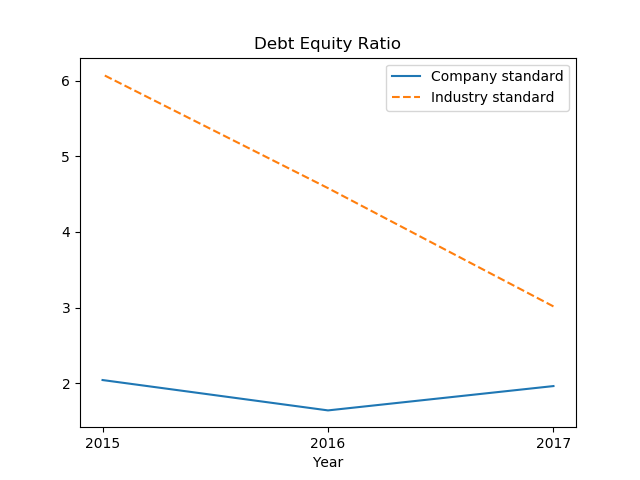 Debt Equity Ratio
Company standard
Industry standard
6
5
4
3
2
2015 2016 2017
Year